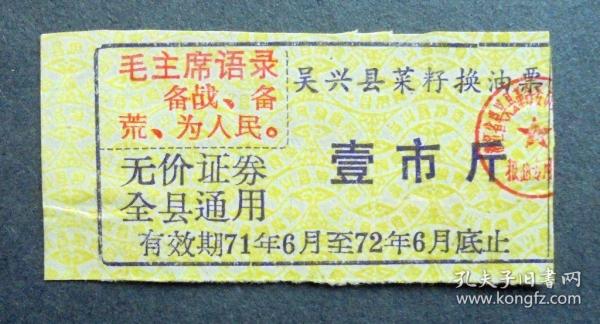 毛主席语录
备战、备
荒、为人民。
吴兴县菜籽换油票
壹市斤
无价证券
全县通用
有效期71年6月至72年6月底止
孔夫子旧书网
www.kongfz.com